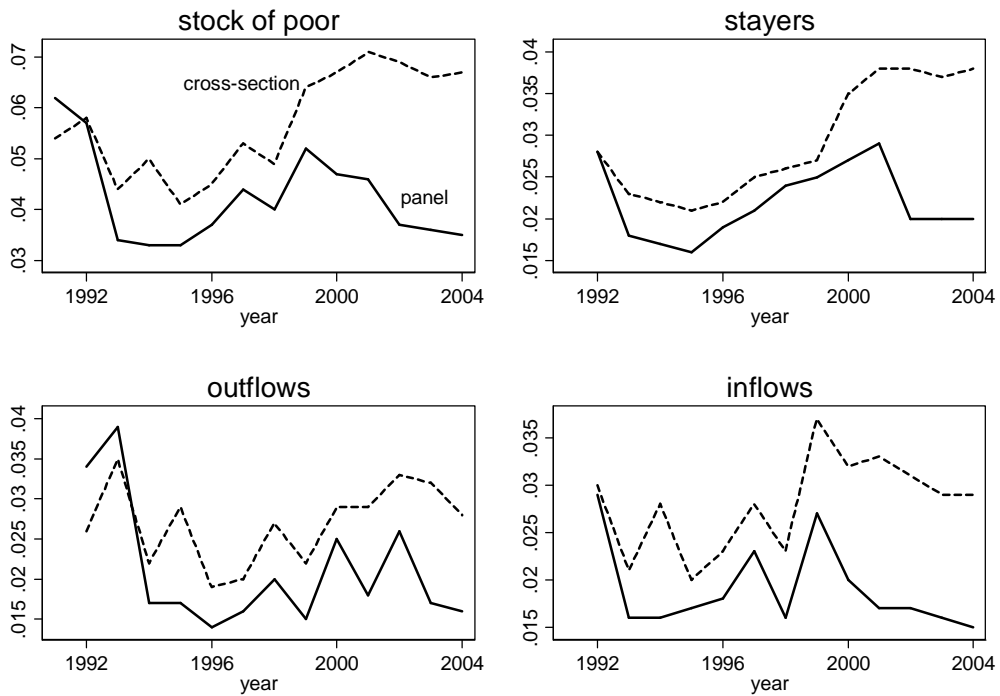 stock of poor
.07
.06
.05
.04
.03
cross-section
panel
1992 1996 2000 2004
year
stayers
.04
.035
.03
.025
.02
.015
1992 1996 2000 2004
year
outflows
.04
.035
.03
.025
.02
.015
1992 1996 2000 2004
year
inflows
.035
.03
.025
.02
.015
1992 1996 2000 2004
year